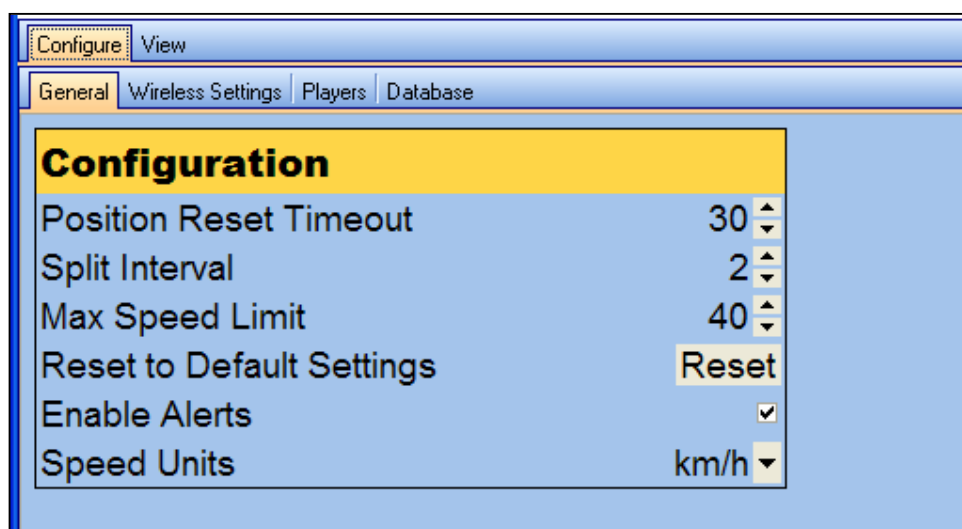 Configure View
General Wireless Settings Players Database
Configuration
Position Reset Timeout 30
Split Interval 2
Max Speed Limit 40
Reset to Default Settings Reset
Enable Alerts
Speed Units km/h